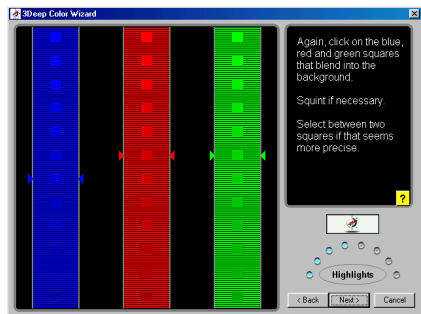 3Deep Color Wizard
Again, click on the blue,
red and green squares
that blend into the
background.
Squint if necessary.
Select between two
squares if that seems
more precise.
?
Highlights
< Back
Next >
Cancel